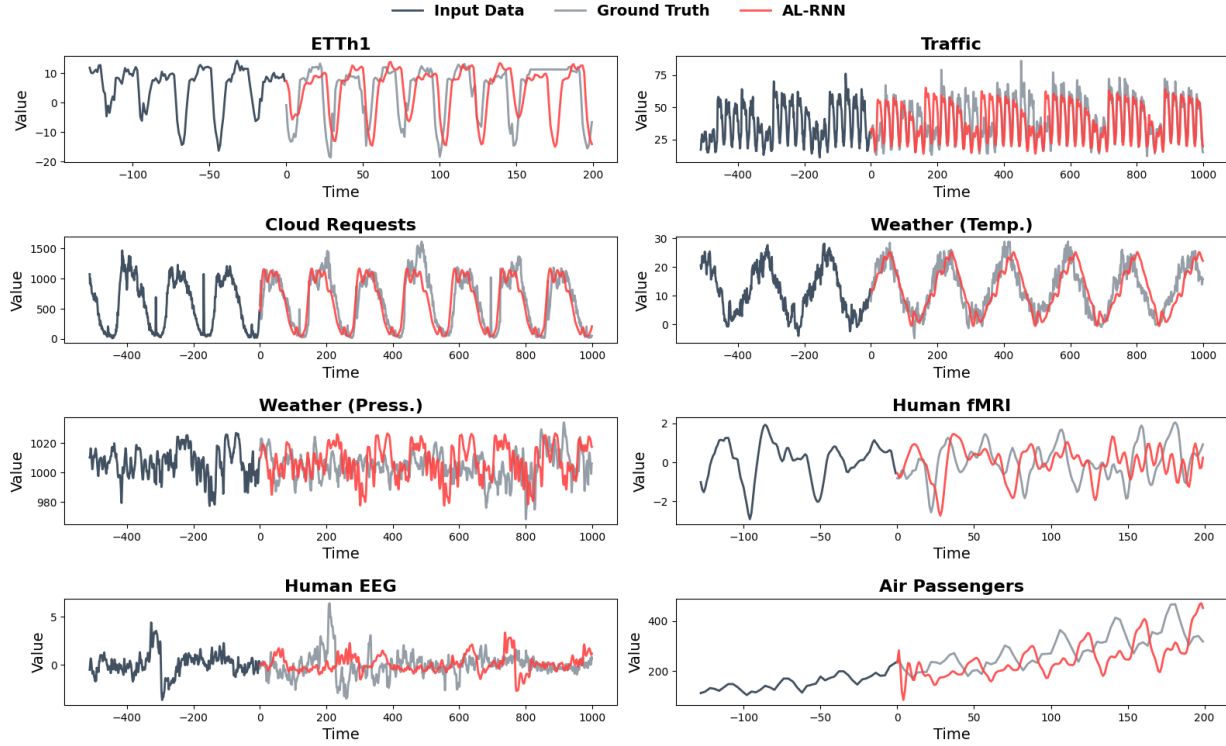 Input Data Ground Truth AL-RNN
ETTh1
Value
10
0
−10
−20
−100 −50 0 50 100 150 200
Time
Traffic
Value
75
50
25
−400 −200 0 200 400 600 800 1000
Time
Cloud Requests
Value
1500
1000
500
0
−400 −200 0 200 400 600 800 1000
Time
Weather (Temp.)
Value
30
20
10
0
−400 −200 0 200 400 600 800 1000
Time
Weather (Press.)
Value
1020
1000
980
−400 −200 0 200 400 600 800 1000
Time
Human fMRI
Value
2
0
−2
−100 −50 0 50 100 150 200
Time
Human EEG
Value
5
0
−400 −200 0 200 400 600 800 1000
Time
Air Passengers
Value
400
200
−100 −50 0 50 100 150 200
Time